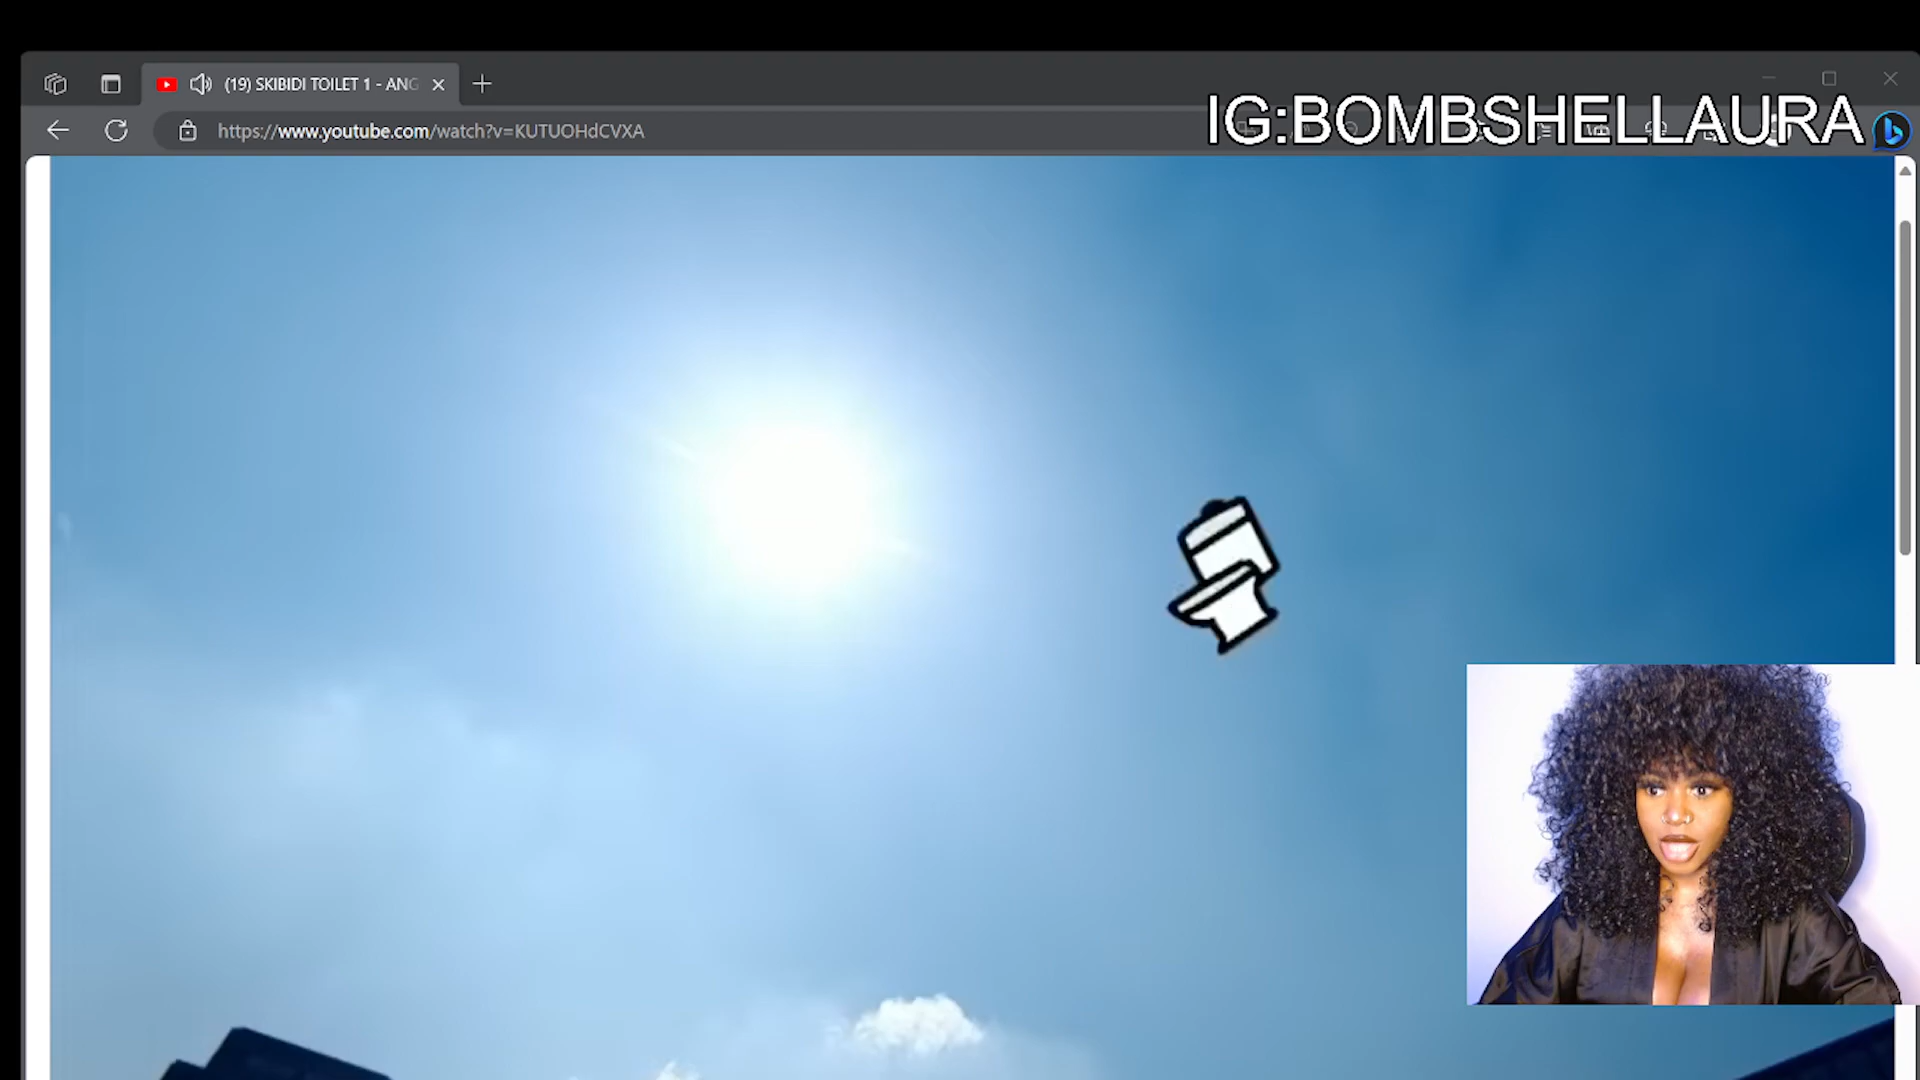 (19) SKIBIDI TOILET 1 - ANG
IG:BOMBSHELLAURA
https://www.youtube.com/watch?v=KUTUOHdCVXA